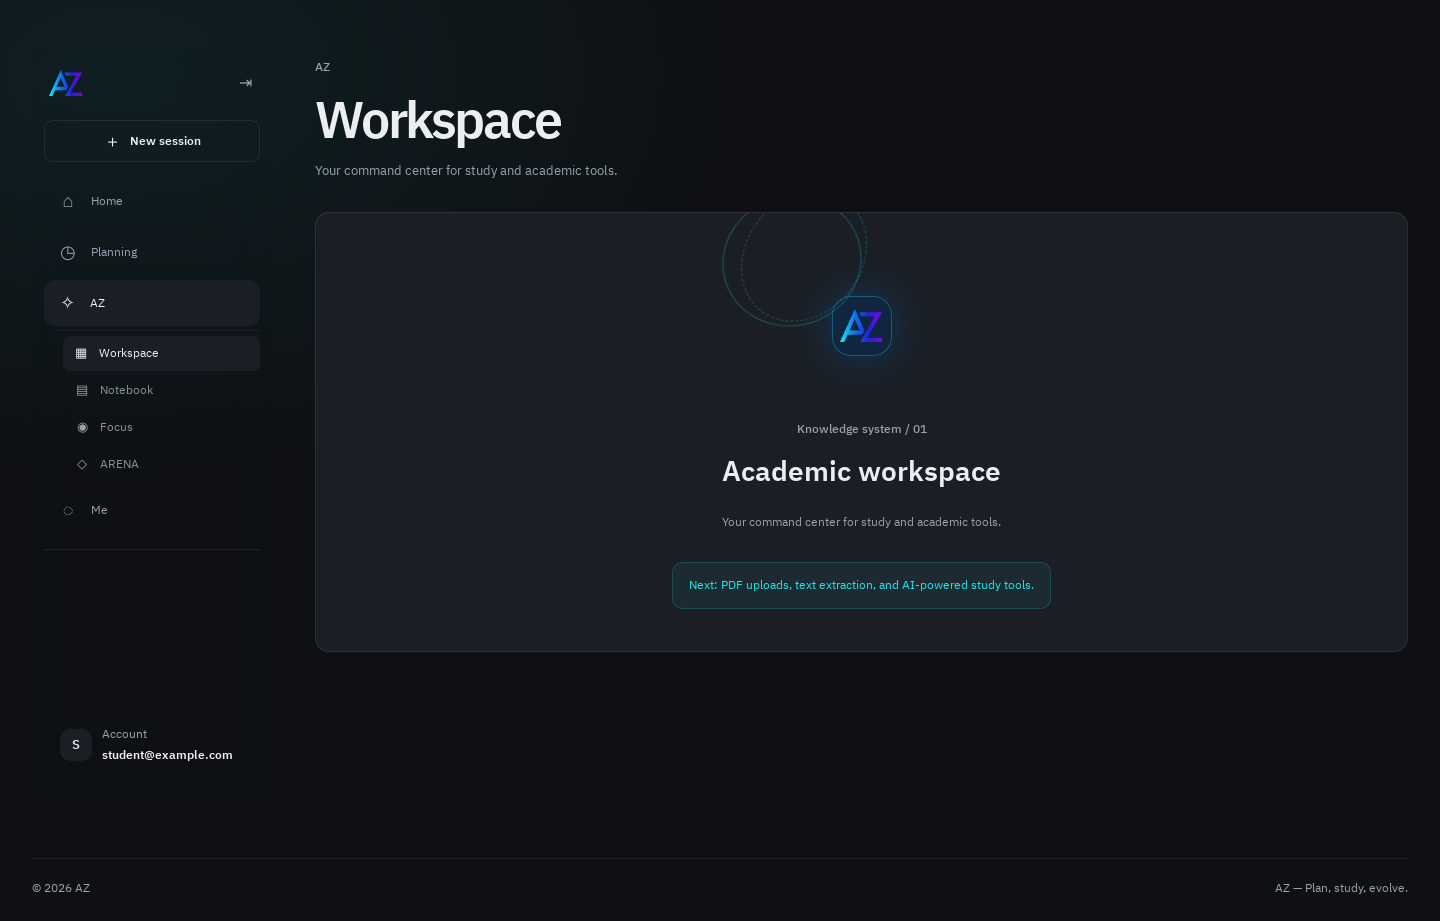 AZ
New session
Home
Planning
AZ
Workspace
Notebook
Focus
ARENA
Me
Account
S
student@example.com
AZ
Workspace
Your command center for study and academic tools.
AZ
Knowledge system / 01
Academic workspace
Your command center for study and academic tools.
Next: PDF uploads, text extraction, and AI-powered study tools.
© 2026 AZ
AZ — Plan, study, evolve.